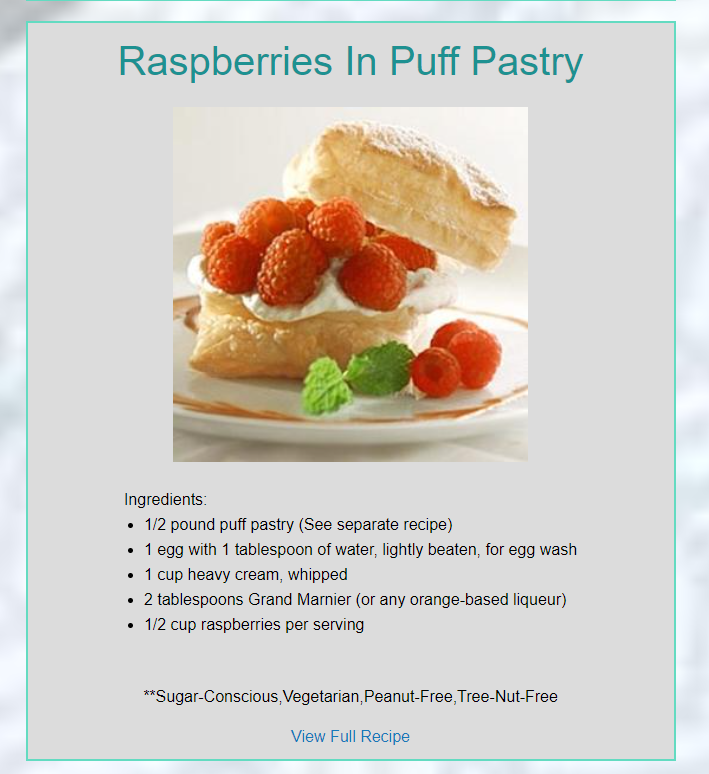 Raspberries In Puff Pastry
Ingredients:
• 1/2 pound puff pastry (See separate recipe)
• 1 egg with 1 tablespoon of water, lightly beaten, for egg wash
• 1 cup heavy cream, whipped
• 2 tablespoons Grand Marnier (or any orange-based liqueur)
• 1/2 cup raspberries per serving
**Sugar-Conscious,Vegetarian,Peanut-Free,Tree-Nut-Free
View Full Recipe